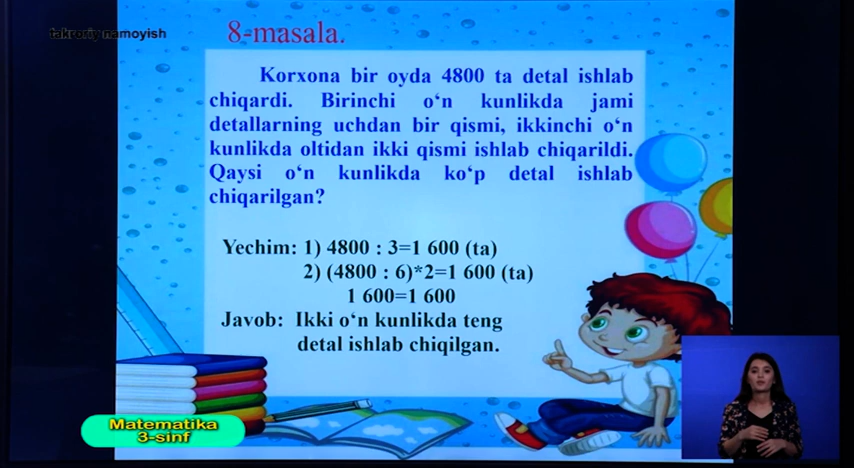 takroriy namoyish
8-masala.
Korxona bir oyda 4800 ta detal ishlab
chiqardi. Birinchi o‘n kunlikda jami
detallarning uchdan bir qismi, ikkinchi o‘n
kunlikda oltidan ikki qismi ishlab chiqarildi.
Qaysi o‘n kunlikda ko‘p detal ishlab
chiqarilgan?
Yechim: 1) 4800 : 3=1 600 (ta)
2) (4800 : 6)*2=1 600 (ta)
1 600=1 600
Javob: Ikki o‘n kunlikda teng
detal ishlab chiqilgan.
Matematika
3-sinf